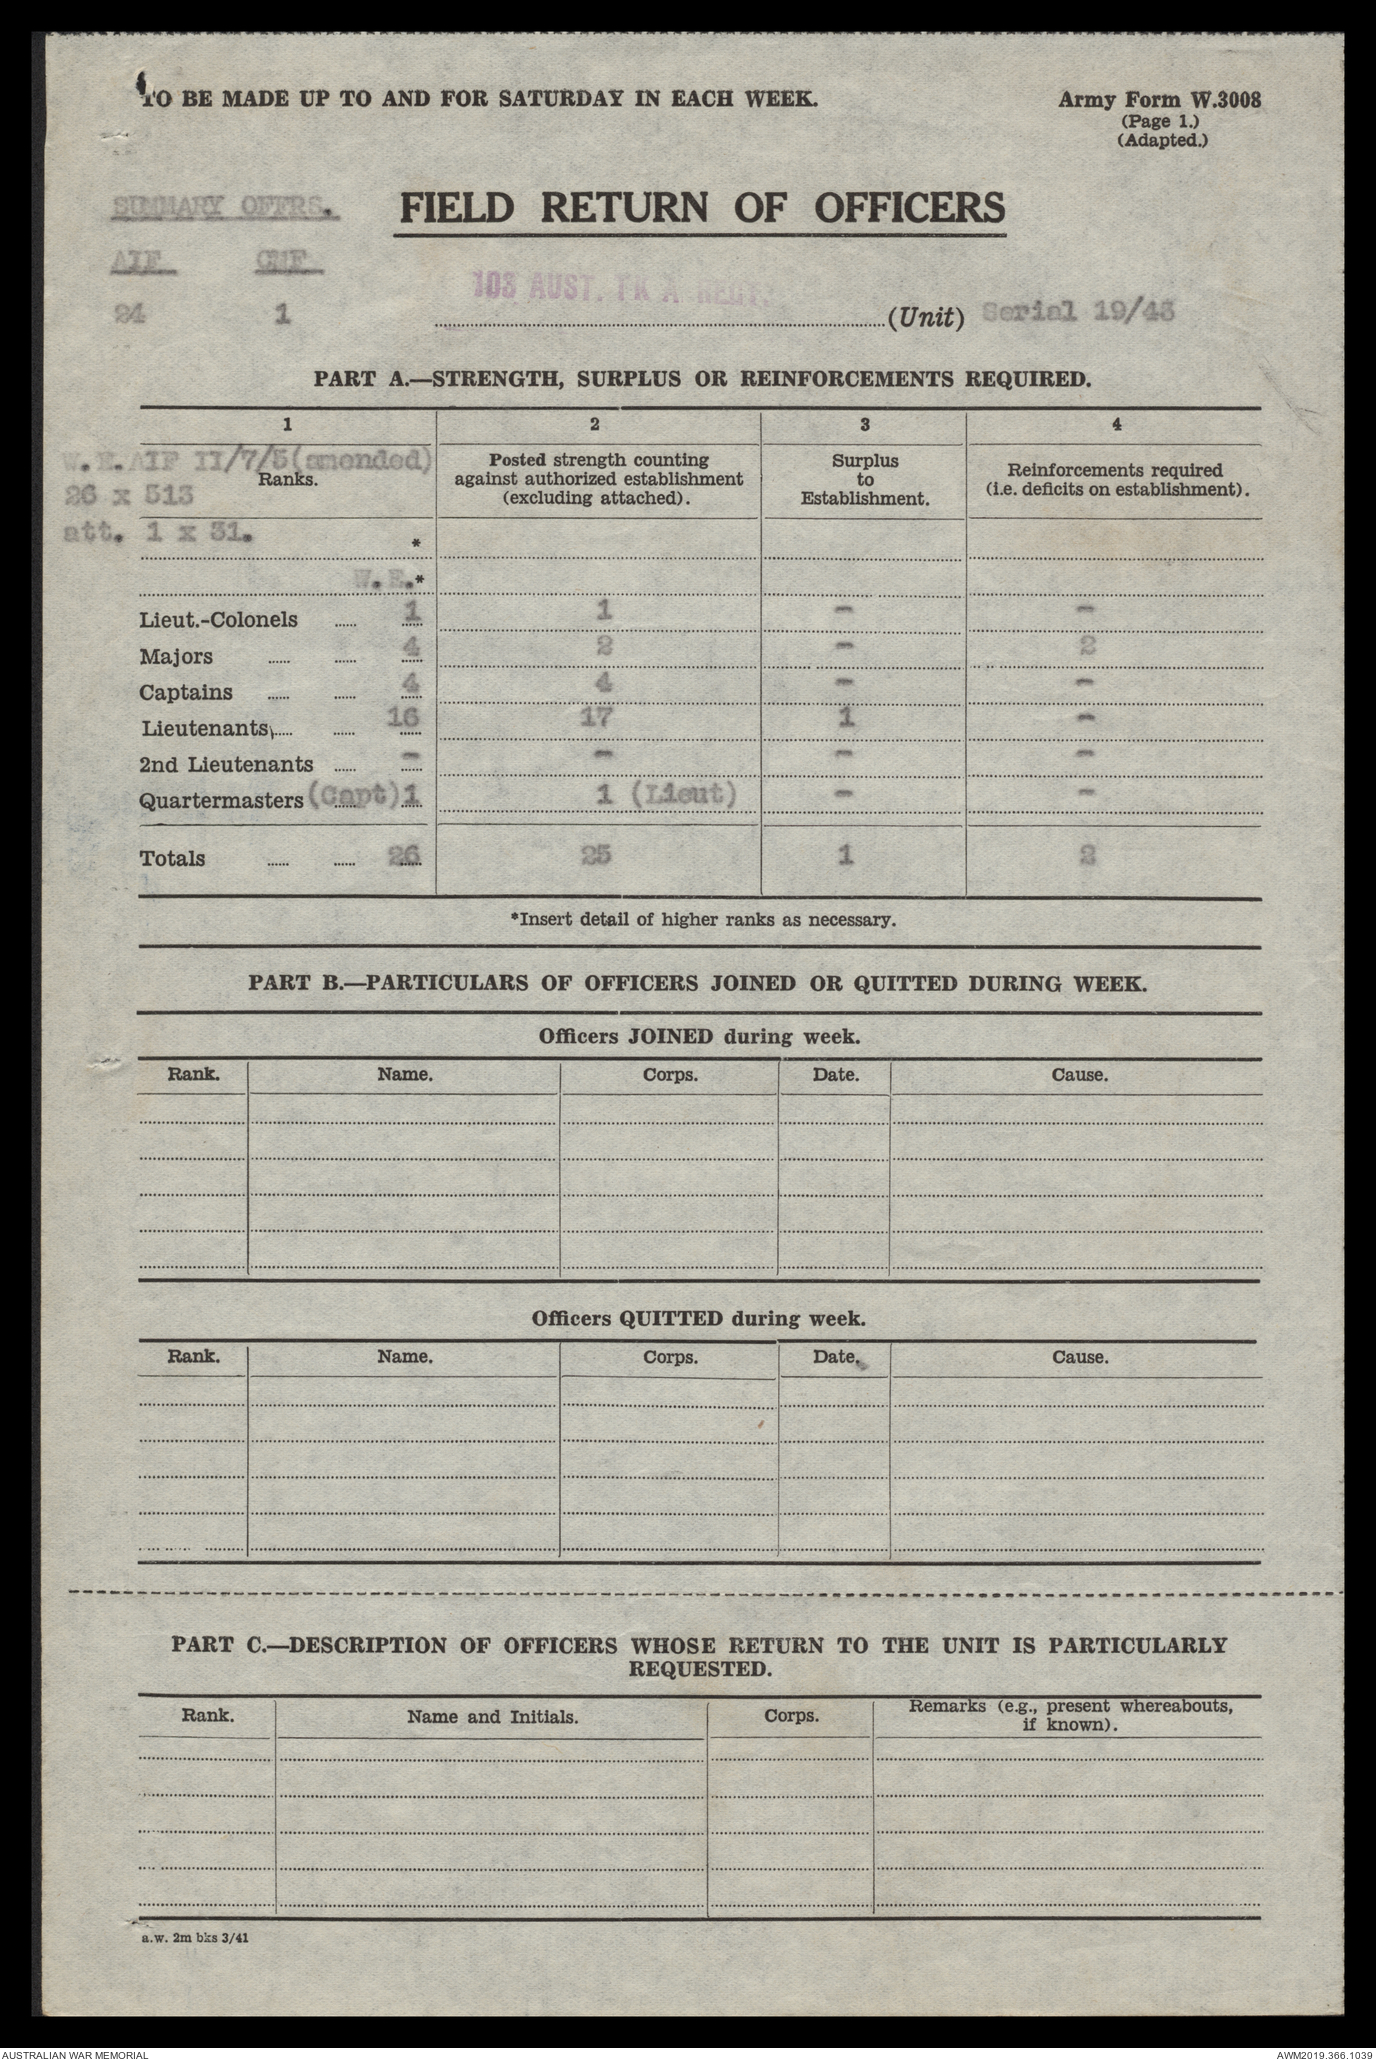 TO BE MADE UP TO AND FOR SATURDAY IN EACH WEEK.
Army Form W.3008
(Page 1.)
(Adapted.)
SUMMARY OFFRS.
FIELD RETURN OF OFFICERS
AIF CMF
24 1
103 AUST. TK A REGT.
(Unit) Serial 19/43
PART A.—STRENGTH, SURPLUS OR REINFORCEMENTS REQUIRED.
1 2 3 4
W.E.AIF II/7/5(amended)
Ranks.
26 x 513
att. 1 x 31.
*
Posted strength counting
against authorized establishment
(excluding attached).
Surplus
to
Establishment.
Reinforcements required
(i.e. deficits on establishment).
W.E.*
Lieut.-Colonels ...... 1 1 - -
Majors ...... ...... 4 2 - 2
Captains ...... ...... 4 4 - -
Lieutenants ...... ...... 16 17 1 -
2nd Lieutenants ...... - - - -
Quartermasters (Capt) 1 1 (Lieut) - -
Totals ...... ...... 26 25 1 2
*Insert detail of higher ranks as necessary.
PART B.—PARTICULARS OF OFFICERS JOINED OR QUITTED DURING WEEK.
Officers JOINED during week.
Rank. Name. Corps. Date. Cause.
Officers QUITTED during week.
Rank. Name. Corps. Date. Cause.
PART C.—DESCRIPTION OF OFFICERS WHOSE RETURN TO THE UNIT IS PARTICULARLY
REQUESTED.
Rank. Name and Initials. Corps. Remarks (e.g., present whereabouts,
if known).
a.w. 2m bks 3/41
AUSTRALIAN WAR MEMORIAL
AWM2019.366.1039